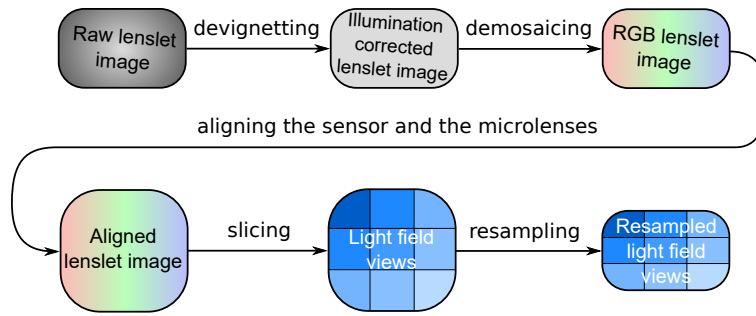 Raw lenslet
image
devignetting
Illumination
corrected
lenslet image
demosaicing
RGB lenslet
image
aligning the sensor and the microlenses
Aligned
lenslet image
slicing
Light field
views
resampling
Resampled
light field
views